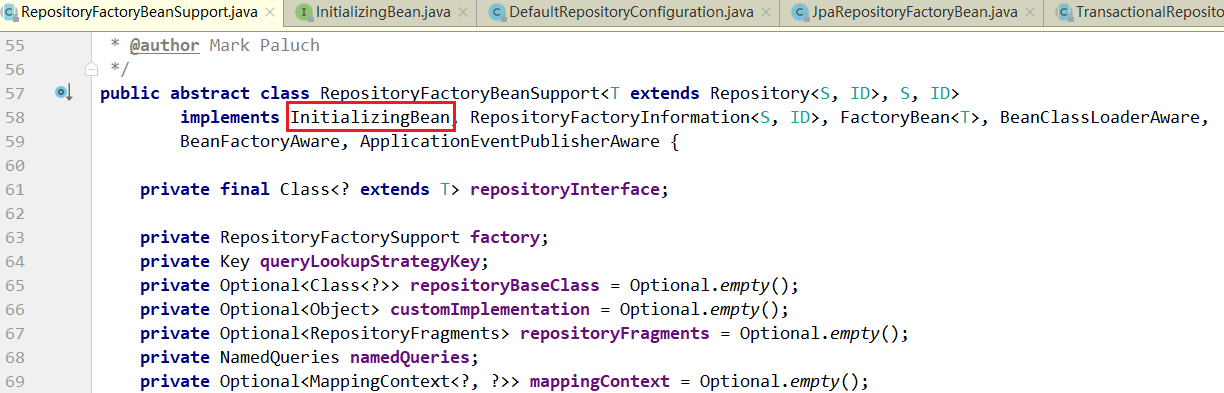 RepositoryFactoryBeanSupport.java × InitializingBean.java × DefaultRepositoryConfiguration.java × JpaRepositoryFactoryBean.java × TransactionalReposito
55 * @author Mark Paluch
56 */
57 public abstract class RepositoryFactoryBeanSupport<T extends Repository<S, ID>, S, ID>
58 implements InitializingBean, RepositoryFactoryInformation<S, ID>, FactoryBean<T>, BeanClassLoaderAware,
59 BeanFactoryAware, ApplicationEventPublisherAware {
60
61 private final Class<? extends T> repositoryInterface;
62
63 private RepositoryFactorySupport factory;
64 private Key queryLookupStrategyKey;
65 private Optional<Class<?>> repositoryBaseClass = Optional.empty();
66 private Optional<Object> customImplementation = Optional.empty();
67 private Optional<RepositoryFragments> repositoryFragments = Optional.empty();
68 private NamedQueries namedQueries;
69 private Optional<MappingContext<?, ?>> mappingContext = Optional.empty();